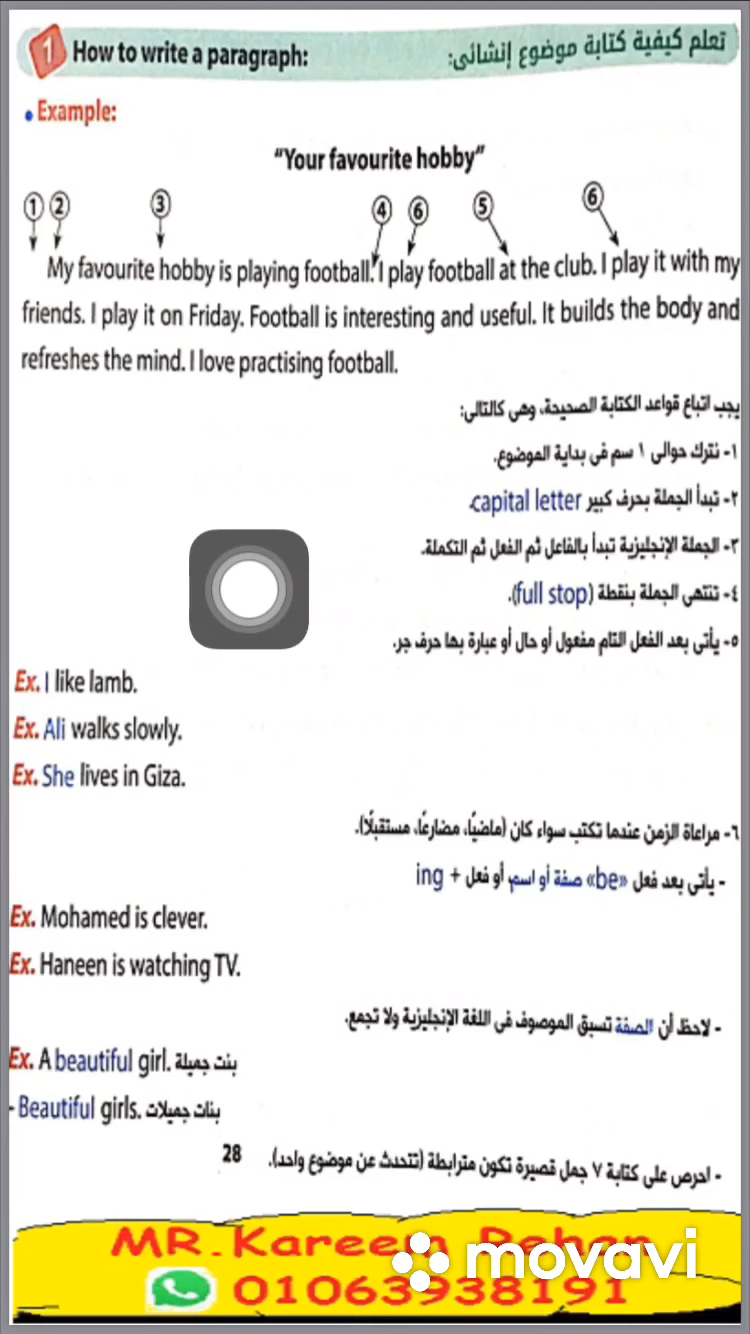 1 How to write a paragraph: تعلم كيفية كتابة موضوع إنشائى:
• Example:
“Your favourite hobby”
1 2 3 4 6 5 6
My favourite hobby is playing football. I play football at the club. I play it with my
friends. I play it on Friday. Football is interesting and useful. It builds the body and
refreshes the mind. I love practising football.
يجب اتباع قواعد الكتابة الصحيحة، وهى كالتالى:
١- نترك حوالى ١ سم فى بداية الموضوع.
٢- تبدأ الجملة بحرف كبير capital letter.
٣- الجملة الإنجليزية تبدأ بالفاعل ثم الفعل ثم التكملة.
٤- تنتهى الجملة بنقطة (full stop).
٥- يأتى بعد الفعل التام مفعول أو حال أو عبارة بها حرف جر.
Ex. I like lamb.
Ex. Ali walks slowly.
Ex. She lives in Giza.
٦- مراعاة الزمن عندما تكتب سواء كان (ماضيًا، مضارعًا، مستقبلًا).
- يأتى بعد فعل «be» صفة أو اسم أو فعل + ing
Ex. Mohamed is clever.
Ex. Haneen is watching TV.
- لاحظ أن الصفة تسبق الموصوف فى اللغة الإنجليزية ولا تجمع.
Ex. A beautiful girl. بنت جميلة
- Beautiful girls. بنات جميلات
- احرص على كتابة ٧ جمل قصيرة تكون مترابطة (تتحدث عن موضوع واحد).
28
MR.Kareem
movavi
01063938191